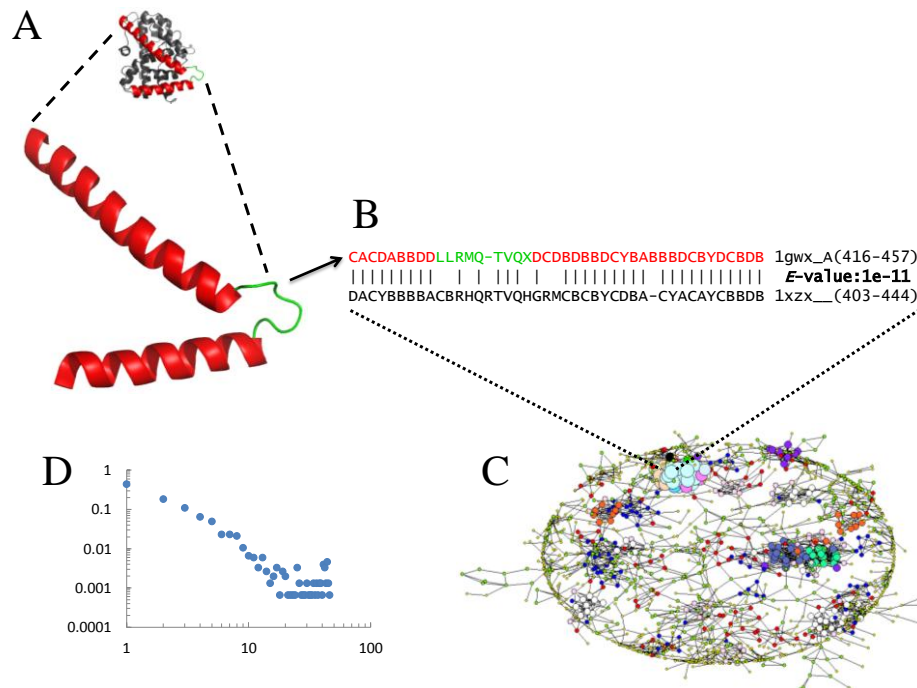 A
B
CACDABBDDLLRMQ-TVQXDCDBDBBDCYBABBBDCBYDCBDB 1gwx_A(416-457)
E-value:1e-11
DACYBBBBACBRHQRTVQHGRMCBCBYCDBA-CYACAYCBBDB 1xzx__(403-444)
D
C
1
0.1
0.01
0.001
0.0001
1 10 100